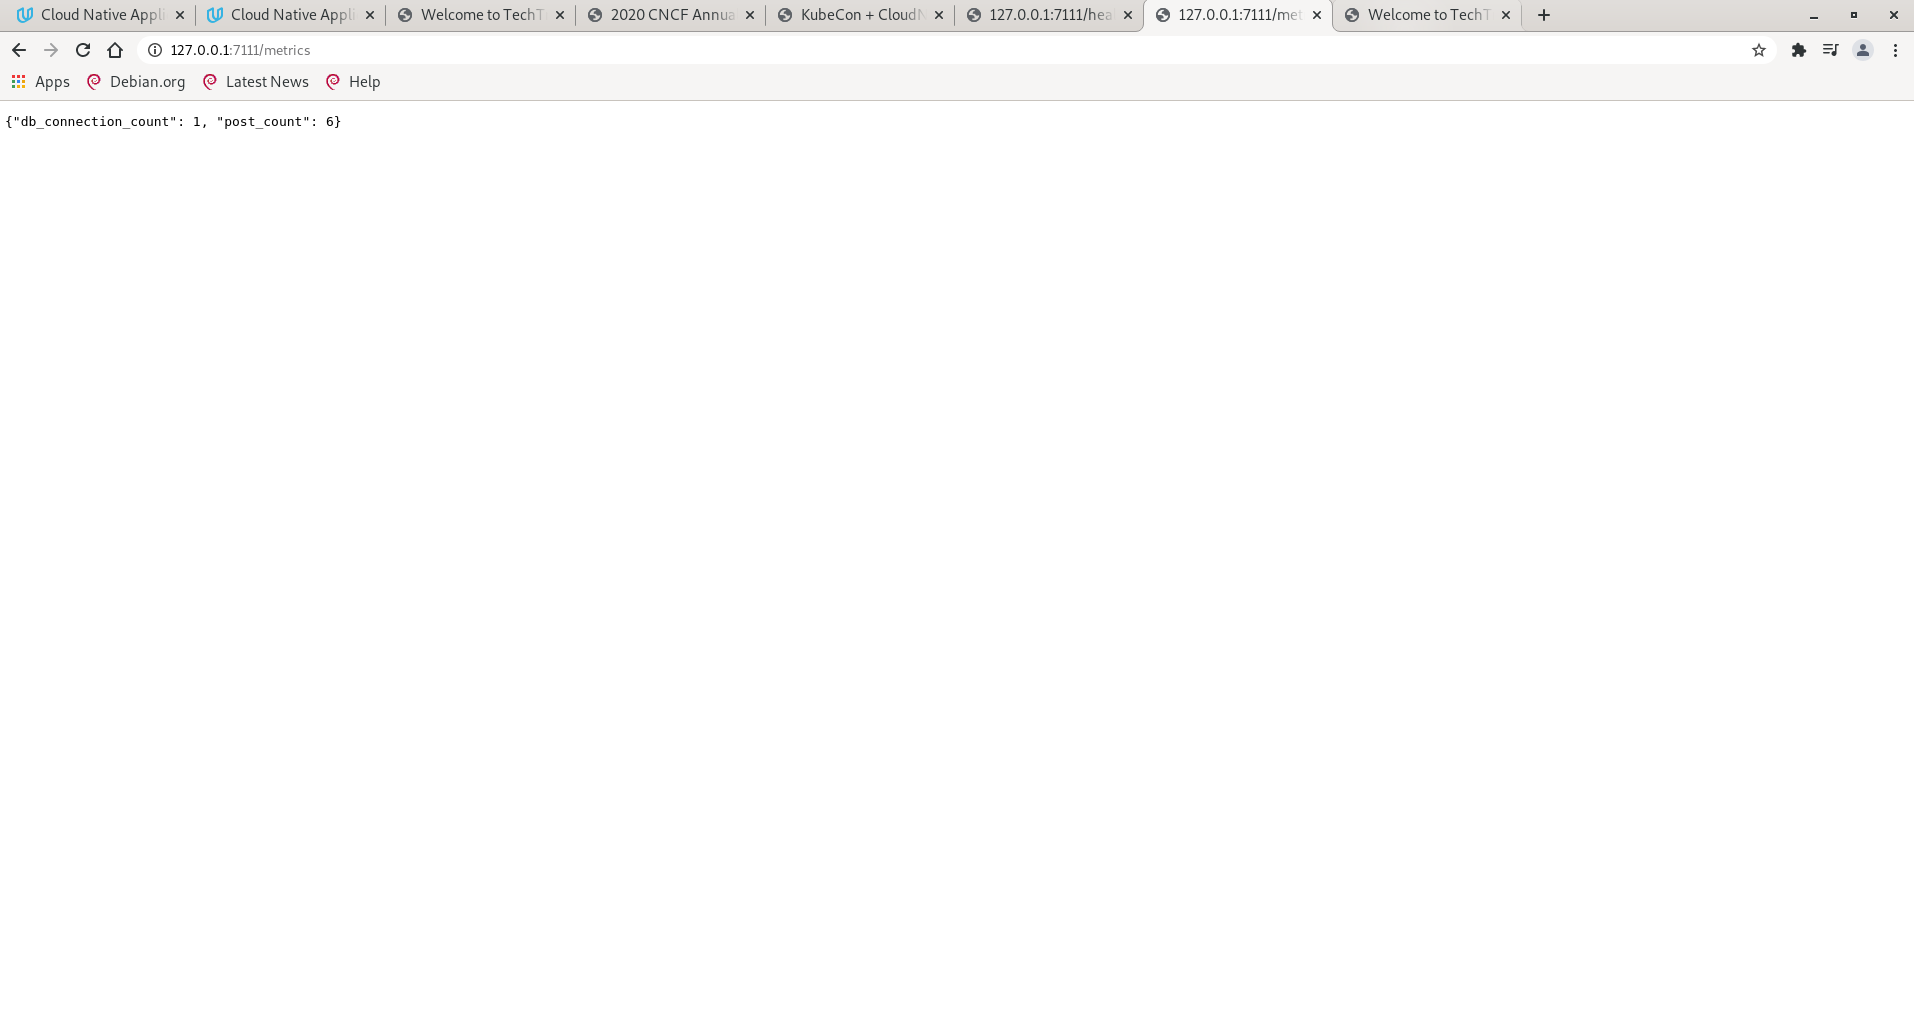 Cloud Native Appli Cloud Native Appli Welcome to TechT 2020 CNCF Annua KubeCon + CloudN 127.0.0.1:7111/heal 127.0.0.1:7111/met Welcome to TechT
127.0.0.1:7111/metrics
Apps Debian.org Latest News Help
{"db_connection_count": 1, "post_count": 6}